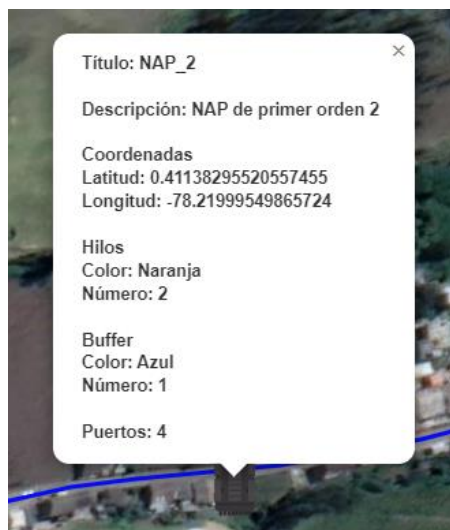 Título: NAP_2
Descripción: NAP de primer orden 2
Coordenadas
Latitud: 0.41138295520557455
Longitud: -78.21999549865724
Hilos
Color: Naranja
Número: 2
Buffer
Color: Azul
Número: 1
Puertos: 4